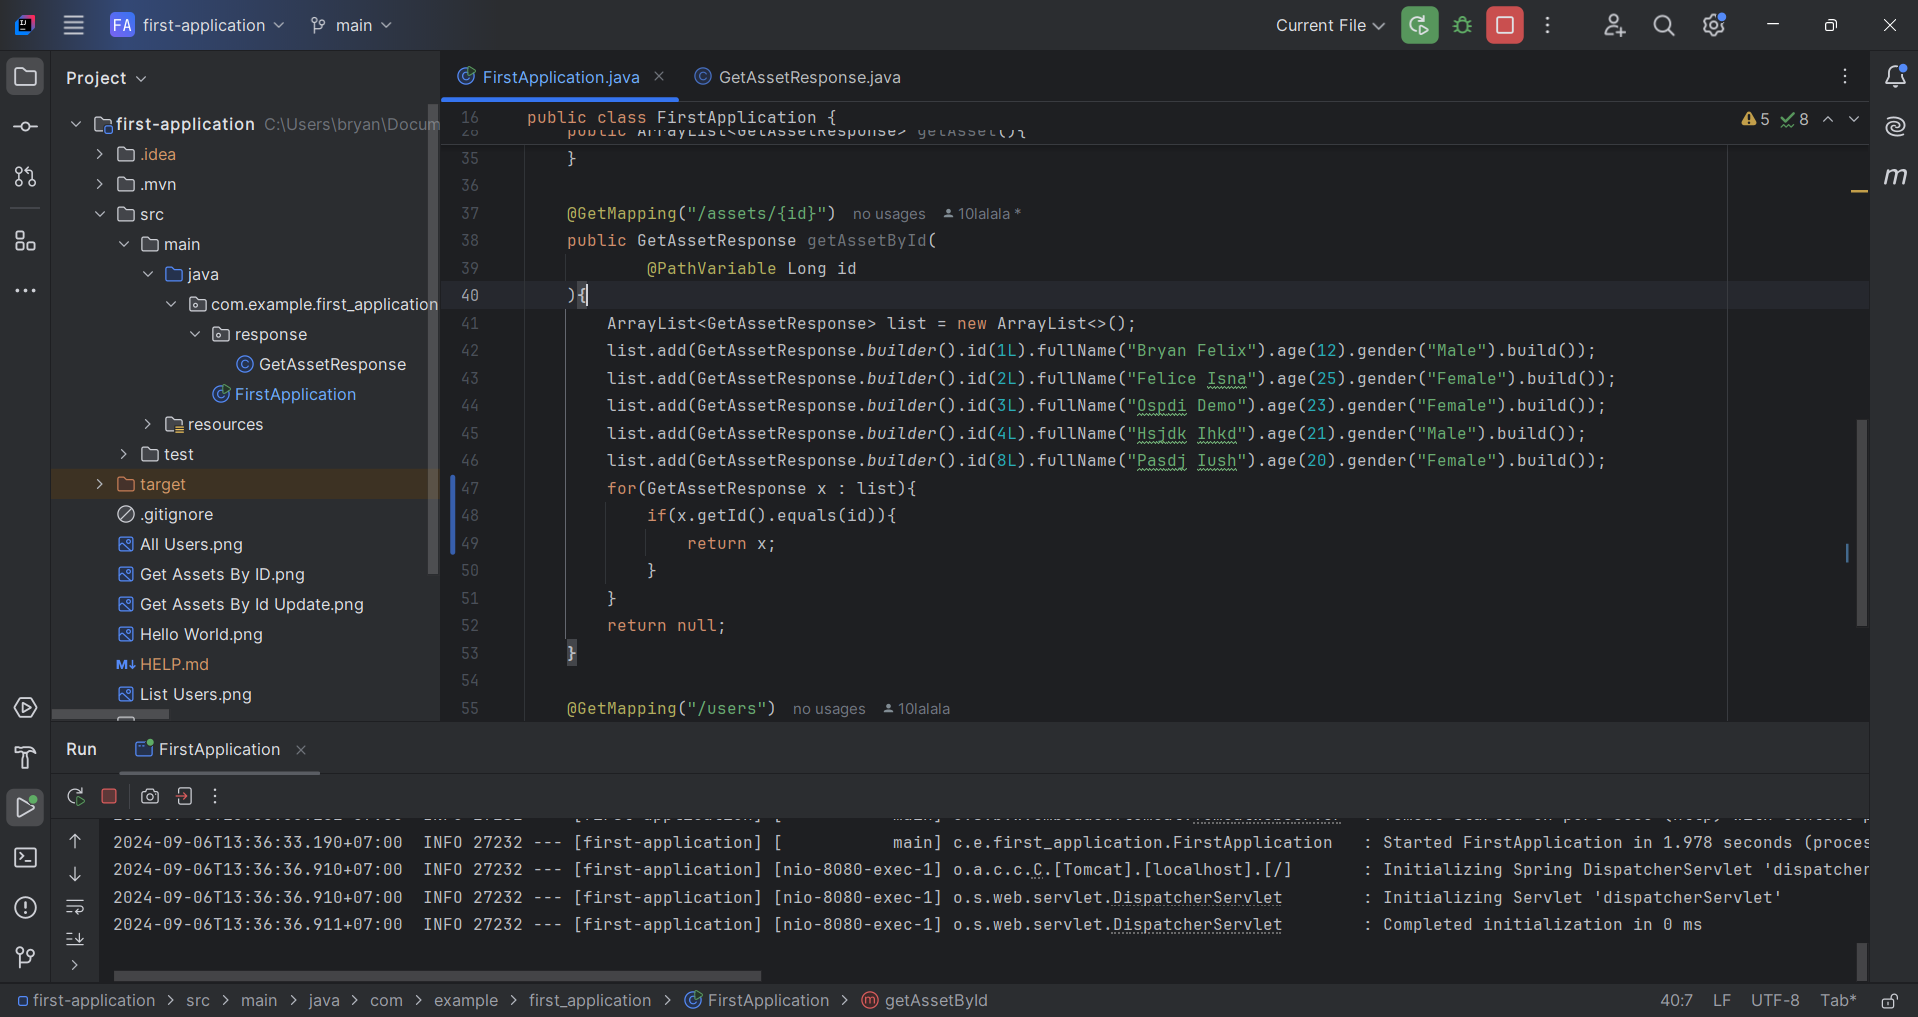 FA first-application main Current File
Project
FirstApplication.java GetAssetResponse.java
first-application C:\Users\bryan\Docum
.idea
.mvn
src
main
java
com.example.first_application
response
GetAssetResponse
FirstApplication
resources
test
target
.gitignore
All Users.png
Get Assets By ID.png
Get Assets By Id Update.png
Hello World.png
M↓ HELP.md
List Users.png
16 public class FirstApplication { 5 8
28 public ArrayList<GetAssetResponse> getAsset(){
35 }
36
37 @GetMapping("/assets/{id}") no usages 10lalala *
38 public GetAssetResponse getAssetById(
39 @PathVariable Long id
40 ){
41 ArrayList<GetAssetResponse> list = new ArrayList<>();
42 list.add(GetAssetResponse.builder().id(1L).fullName("Bryan Felix").age(12).gender("Male").build());
43 list.add(GetAssetResponse.builder().id(2L).fullName("Felice Isna").age(25).gender("Female").build());
44 list.add(GetAssetResponse.builder().id(3L).fullName("Ospdi Demo").age(23).gender("Female").build());
45 list.add(GetAssetResponse.builder().id(4L).fullName("Hsjdk Ihkd").age(21).gender("Male").build());
46 list.add(GetAssetResponse.builder().id(8L).fullName("Pasdj Iush").age(20).gender("Female").build());
47 for(GetAssetResponse x : list){
48 if(x.getId().equals(id)){
49 return x;
50 }
51 }
52 return null;
53 }
54
55 @GetMapping("/users") no usages 10lalala
m
Run FirstApplication
2024-09-06T13:36:33.190+07:00 INFO 27232 --- [first-application] [ main] c.e.first_application.FirstApplication : Started FirstApplication in 1.978 seconds (proces
2024-09-06T13:36:36.910+07:00 INFO 27232 --- [first-application] [nio-8080-exec-1] o.a.c.c.C.[Tomcat].[localhost].[/] : Initializing Spring DispatcherServlet 'dispatcher
2024-09-06T13:36:36.910+07:00 INFO 27232 --- [first-application] [nio-8080-exec-1] o.s.web.servlet.DispatcherServlet : Initializing Servlet 'dispatcherServlet'
2024-09-06T13:36:36.911+07:00 INFO 27232 --- [first-application] [nio-8080-exec-1] o.s.web.servlet.DispatcherServlet : Completed initialization in 0 ms
first-application > src > main > java > com > example > first_application > FirstApplication > m getAssetById 40:7 LF UTF-8 Tab*